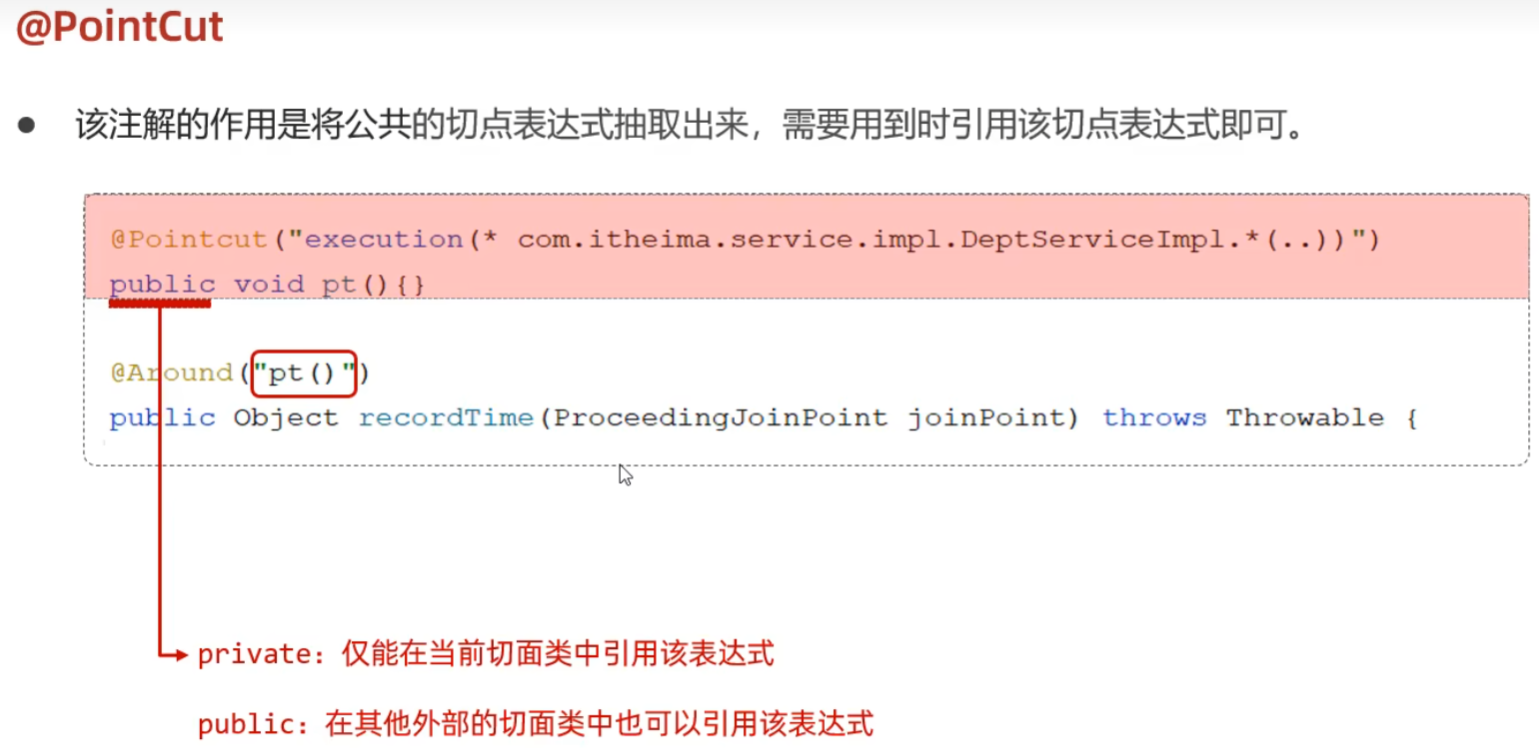 @PointCut
● 该注解的作用是将公共的切点表达式抽取出来，需要用到时引用该切点表达式即可。
@Pointcut("execution(* com.itheima.service.impl.DeptServiceImpl.*(..))")
public void pt(){}
@Around("pt()")
public Object recordTime(ProceedingJoinPoint joinPoint) throws Throwable {
private：仅能在当前切面类中引用该表达式
public：在其他外部的切面类中也可以引用该表达式